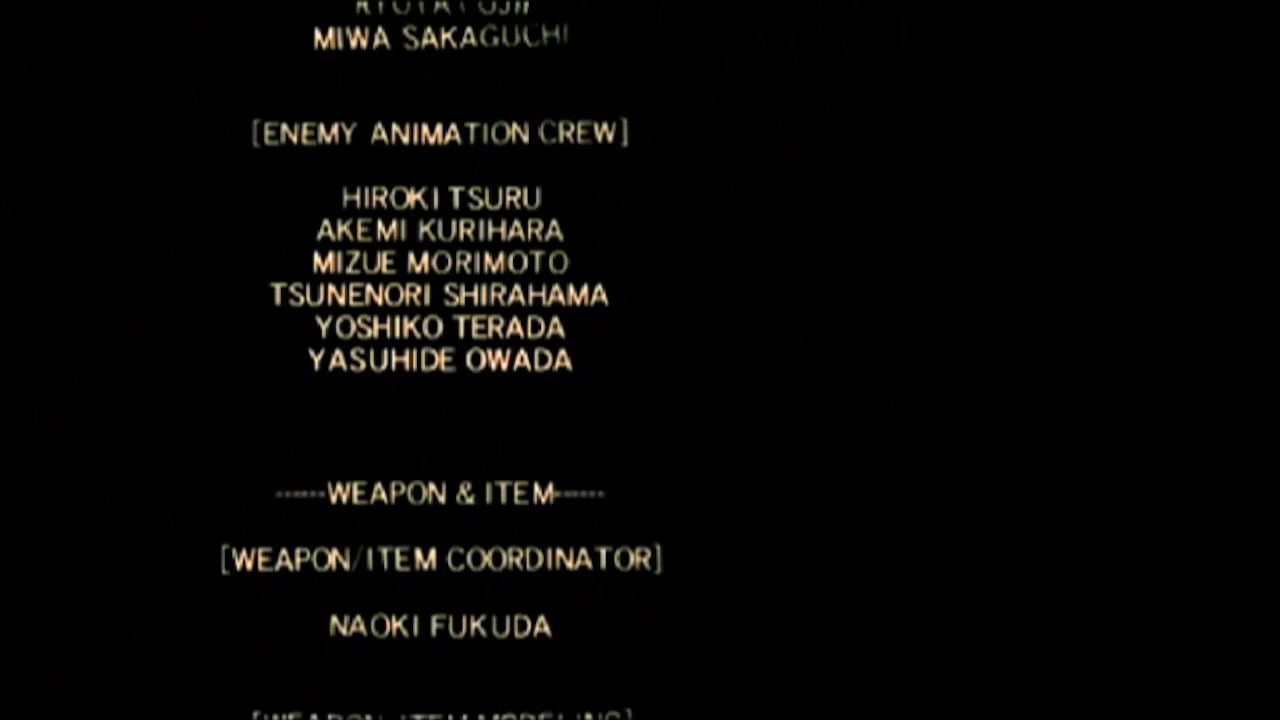 MIWA SAKAGUCHI
[ENEMY ANIMATION CREW]
HIROKI TSURU
AKEMI KURIHARA
MIZUE MORIMOTO
TSUNENORI SHIRAHAMA
YOSHIKO TERADA
YASUHIDE OWADA
------WEAPON & ITEM------
[WEAPON/ITEM COORDINATOR]
NAOKI FUKUDA